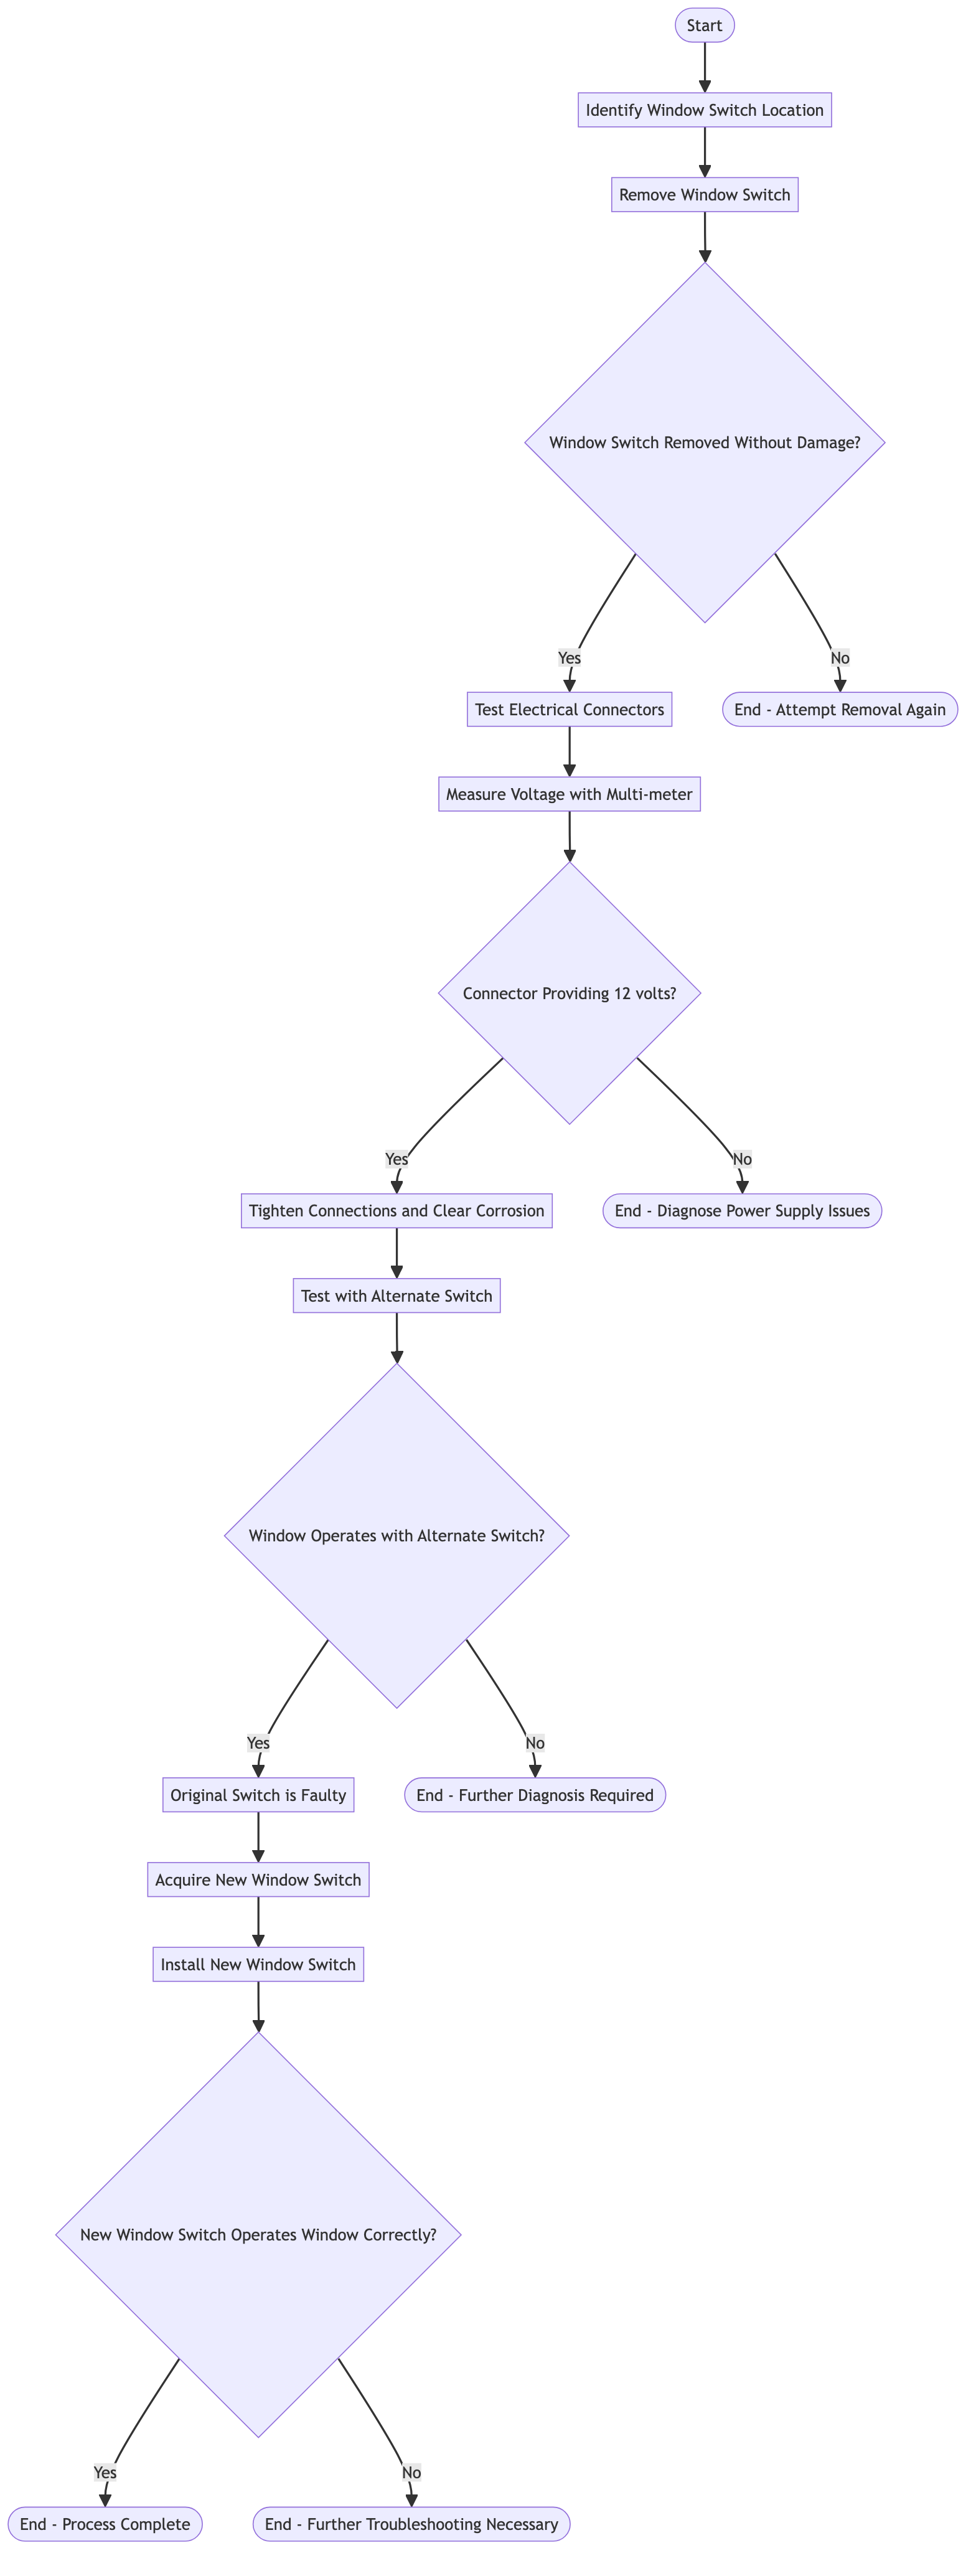 Start
Identify Window Switch Location
Remove Window Switch
Window Switch Removed Without Damage?
Yes
No
Test Electrical Connectors
End - Attempt Removal Again
Measure Voltage with Multi-meter
Connector Providing 12 volts?
Yes
No
Tighten Connections and Clear Corrosion
End - Diagnose Power Supply Issues
Test with Alternate Switch
Window Operates with Alternate Switch?
Yes
No
Original Switch is Faulty
End - Further Diagnosis Required
Acquire New Window Switch
Install New Window Switch
New Window Switch Operates Window Correctly?
Yes
No
End - Process Complete
End - Further Troubleshooting Necessary